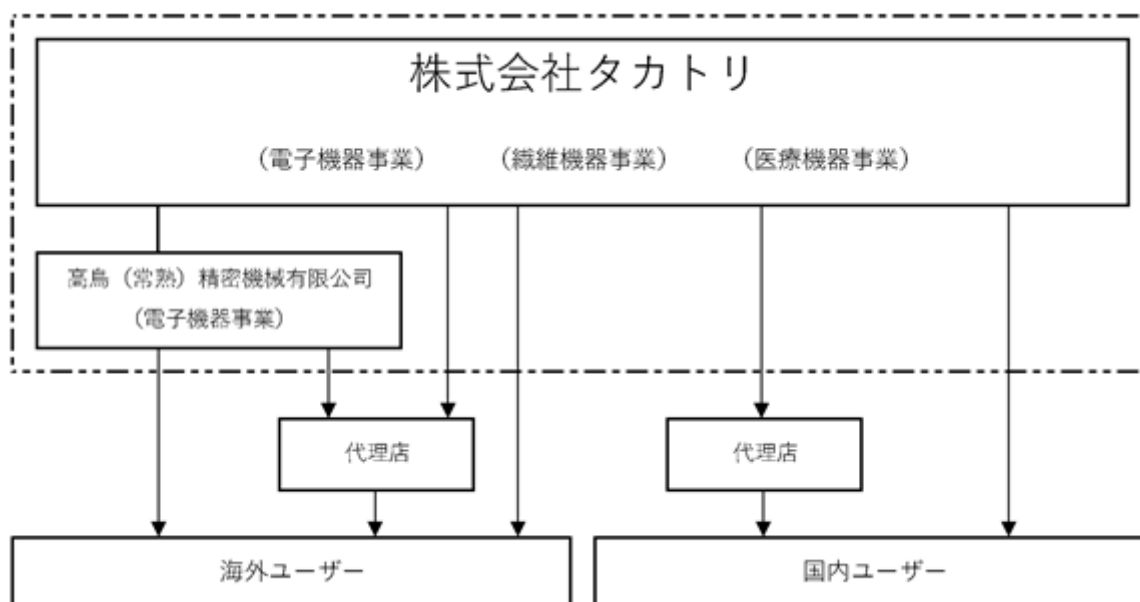 株式会社タカトリ
（電子機器事業） （繊維機器事業） （医療機器事業）
高鳥（常熟）精密機械有限公司
（電子機器事業）
代理店
代理店
海外ユーザー
国内ユーザー